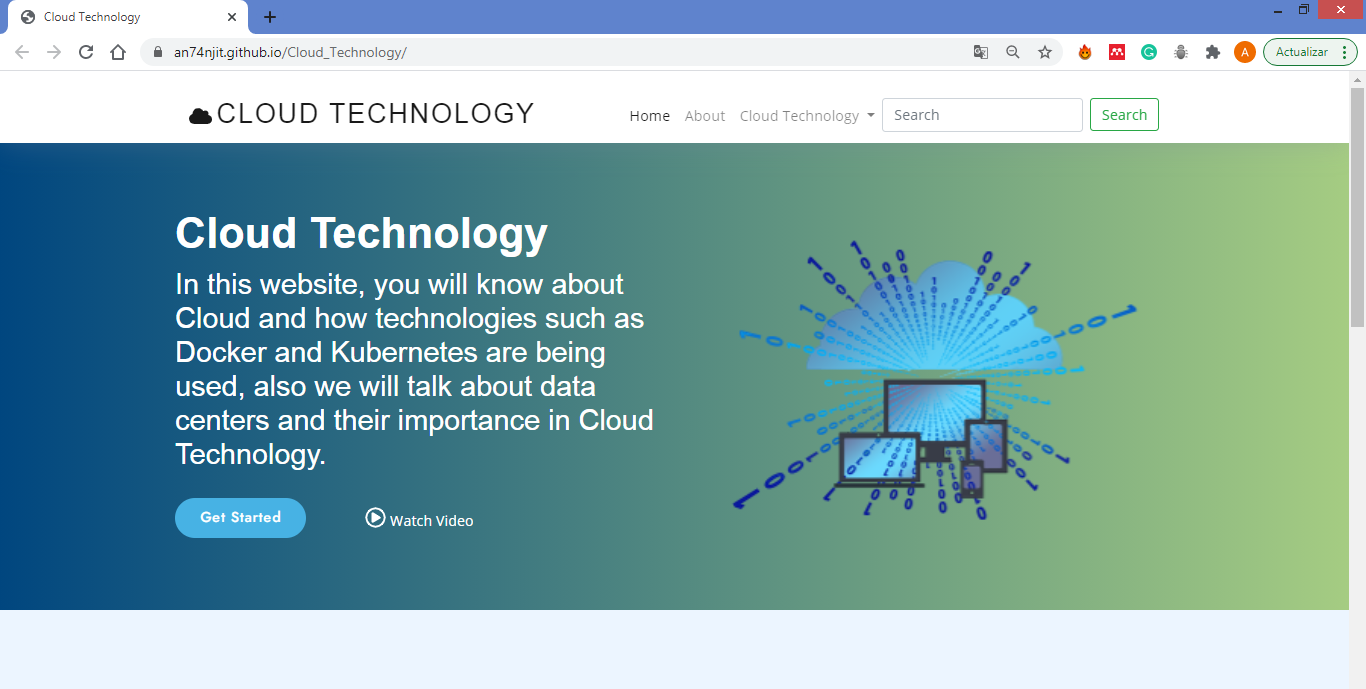 Cloud Technology
an74njit.github.io/Cloud_Technology/
A
Actualizar
CLOUD TECHNOLOGY
Home About Cloud Technology Search Search
Cloud Technology
In this website, you will know about
Cloud and how technologies such as
Docker and Kubernetes are being
used, also we will talk about data
centers and their importance in Cloud
Technology.
Get Started
Watch Video